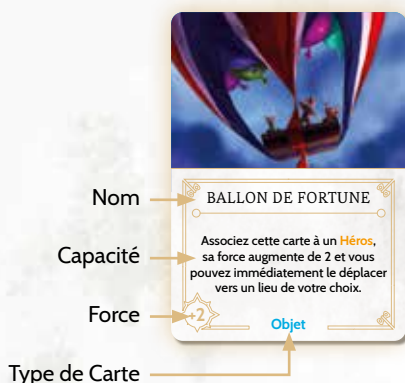 Nom
BALLON DE FORTUNE
Capacité
Associez cette carte à un Héros,
sa force augmente de 2 et vous
pouvez immédiatement le déplacer
vers un lieu de votre choix.
Force
+2
Objet
Type de Carte